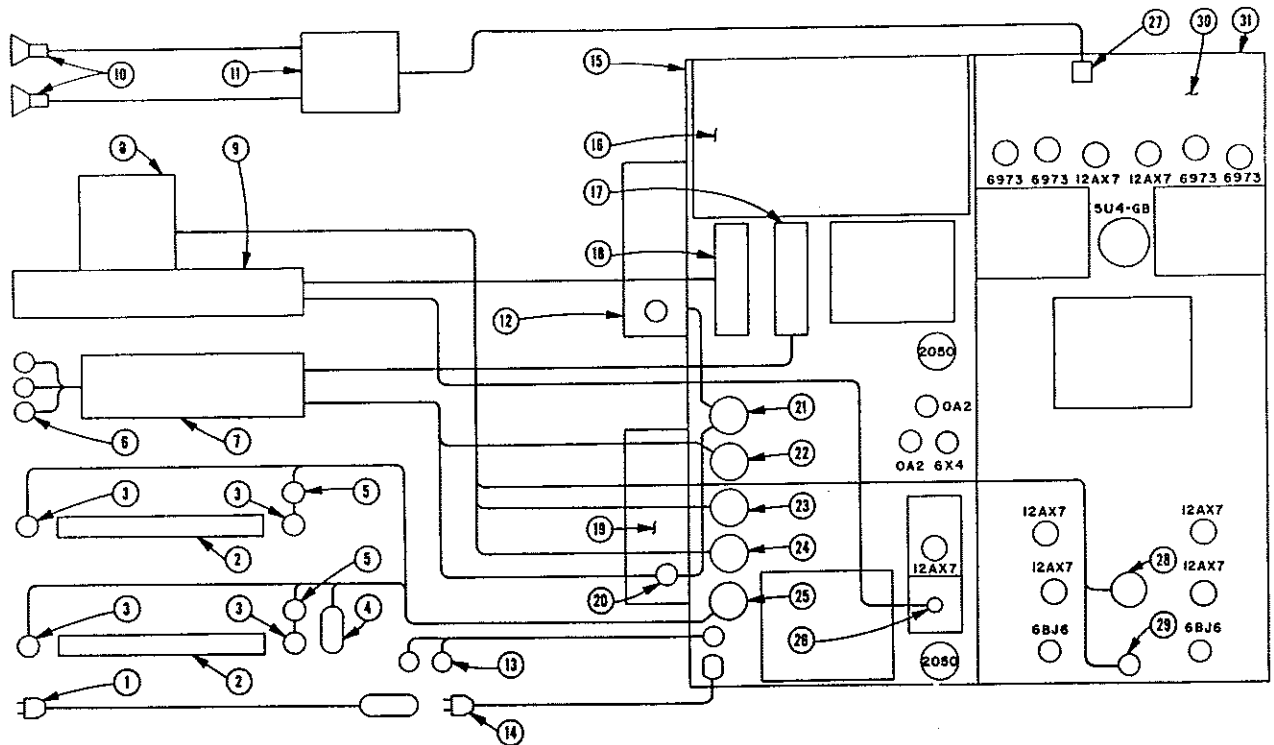 27 30 31
10 11 15
8 9 16
6973 6973 12AX7 12AX7 6973 6973
17
5U4-GB
18
12
2050
6 7 21 0A2
22 0A2 6X4
3 3 5 23
19 12AX7 12AX7
2 24
5 12AX7 28 12AX7 12AX7
3 3 4 20 25 26
2 13 6BJ6 29 6BJ6
2050
1 14